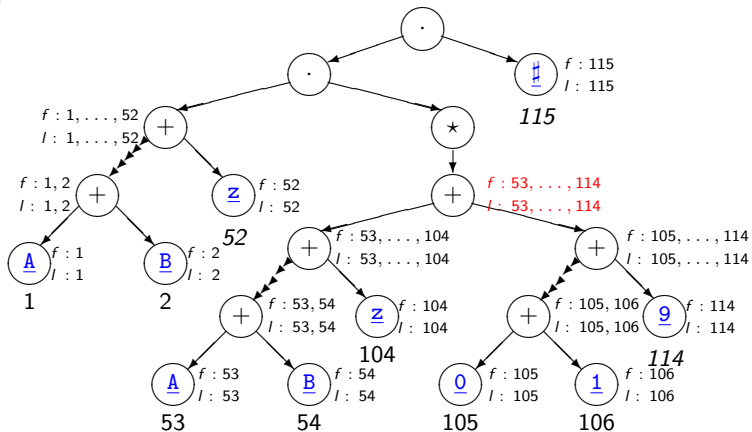 ·
·
♯
f : 115
l : 115
115
f : 1, . . . , 52
l : 1, . . . , 52
+
⋆
f : 1, 2
l : 1, 2
+
z
f : 52
l : 52
52
+
f : 53, . . . , 114
l : 53, . . . , 114
A
f : 1
l : 1
1
B
f : 2
l : 2
2
+
f : 53, . . . , 104
l : 53, . . . , 104
+
f : 105, . . . , 114
l : 105, . . . , 114
+
f : 53, 54
l : 53, 54
z
f : 104
l : 104
104
+
f : 105, 106
l : 105, 106
9
f : 114
l : 114
114
A
f : 53
l : 53
53
B
f : 54
l : 54
54
0
f : 105
l : 105
105
1
f : 106
l : 106
106